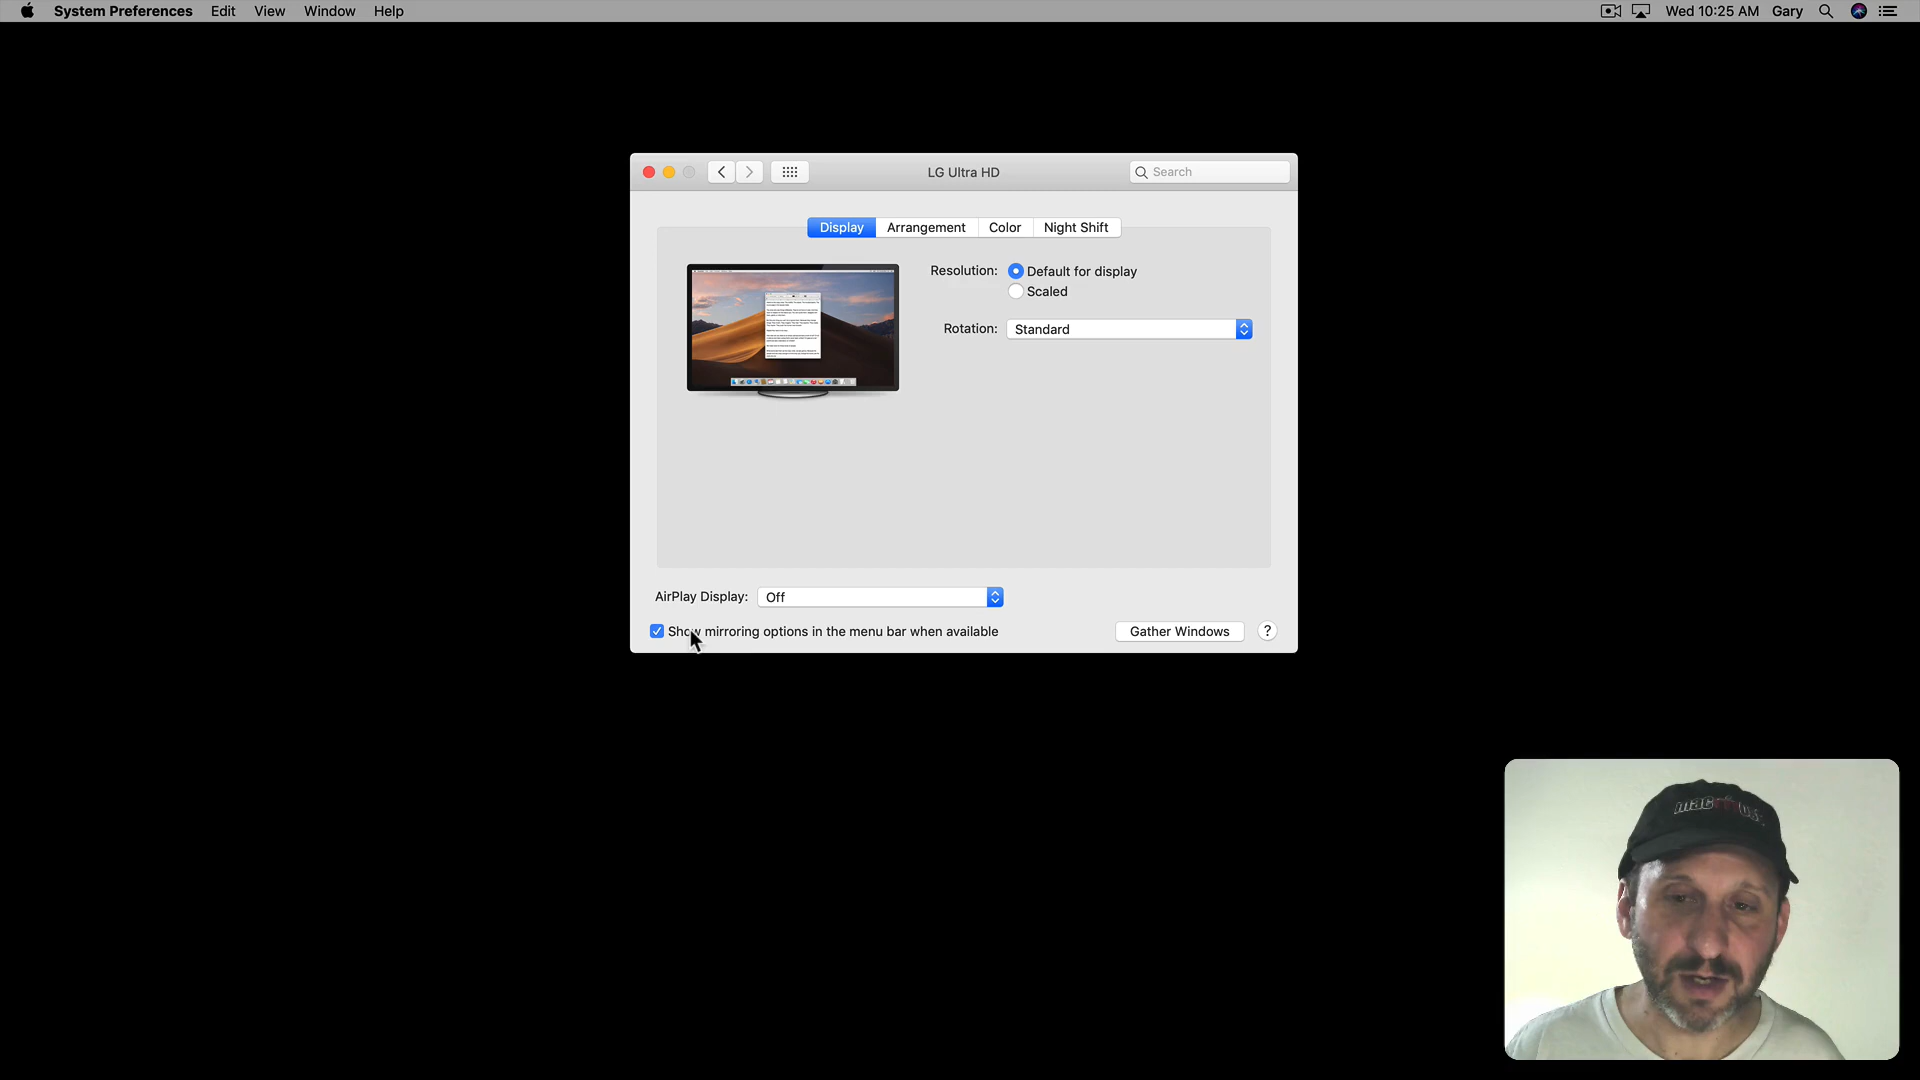 System Preferences Edit View Window Help Wed 10:25 AM Gary
LG Ultra HD Search
Display Arrangement Color Night Shift
Resolution: Default for display
Scaled
Rotation: Standard
AirPlay Display: Off
Show mirroring options in the menu bar when available Gather Windows ?